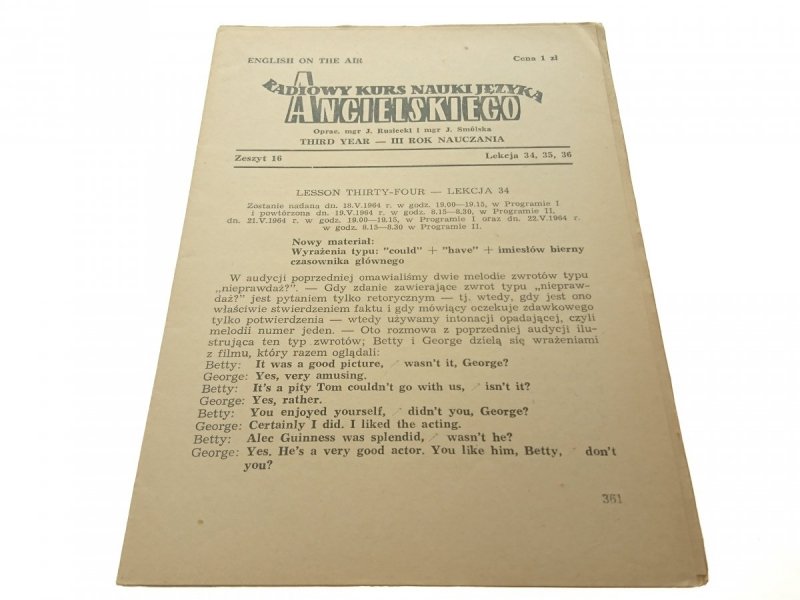 ENGLISH ON THE AIR Cena 1 zł
RADIOWY KURS NAUKI JĘZYKA
ANGIELSKIEGO
Oprac. mgr J. Rusiecki i mgr J. Smólska
THIRD YEAR — III ROK NAUCZANIA
Zeszyt 16 Lekcja 34, 35, 36
LESSON THIRTY-FOUR — LEKCJA 34
Zostanie nadana dn. 18.V.1964 r. w godz. 19.00—19.15, w Programie I
i powtórzona dn. 19.V.1964 r. w godz. 8.15—8.30, w Programie II,
dn. 21.V.1964 r. w godz. 19.00—19.15, w Programie I oraz dn. 22.V.1964 r.
w godz. 8.15—8.30 w Programie II.
Nowy materiał:
Wyrażenia typu: "could" + "have" + imiesłów bierny
czasownika głównego
W audycji poprzedniej omawialiśmy dwie melodie zwrotów typu
„nieprawdaż?". — Gdy zdanie zawierające zwrot typu „niepraw-
daż?" jest pytaniem tylko retorycznym — tj. wtedy, gdy jest ono
właściwie stwierdzeniem faktu i gdy mówiący oczekuje zdawkowego
tylko potwierdzenia — wtedy używamy intonacji opadającej, czyli
melodii numer jeden. — Oto rozmowa z poprzedniej audycji ilu-
strująca ten typ zwrotów; Betty i George dzielą się wrażeniami
z filmu, który razem oglądali:
Betty: It was a good picture, ↗ wasn't it, George?
George: Yes, very amusing.
Betty: It's a pity Tom couldn't go with us, ↗ isn't it?
George: Yes, rather.
Betty: You enjoyed yourself, ↗ didn't you, George?
George: Certainly I did. I liked the acting.
Betty: Alec Guinness was splendid, ↗ wasn't he?
George: Yes. He's a very good actor. You like him, Betty, ↗ don't
you?
361